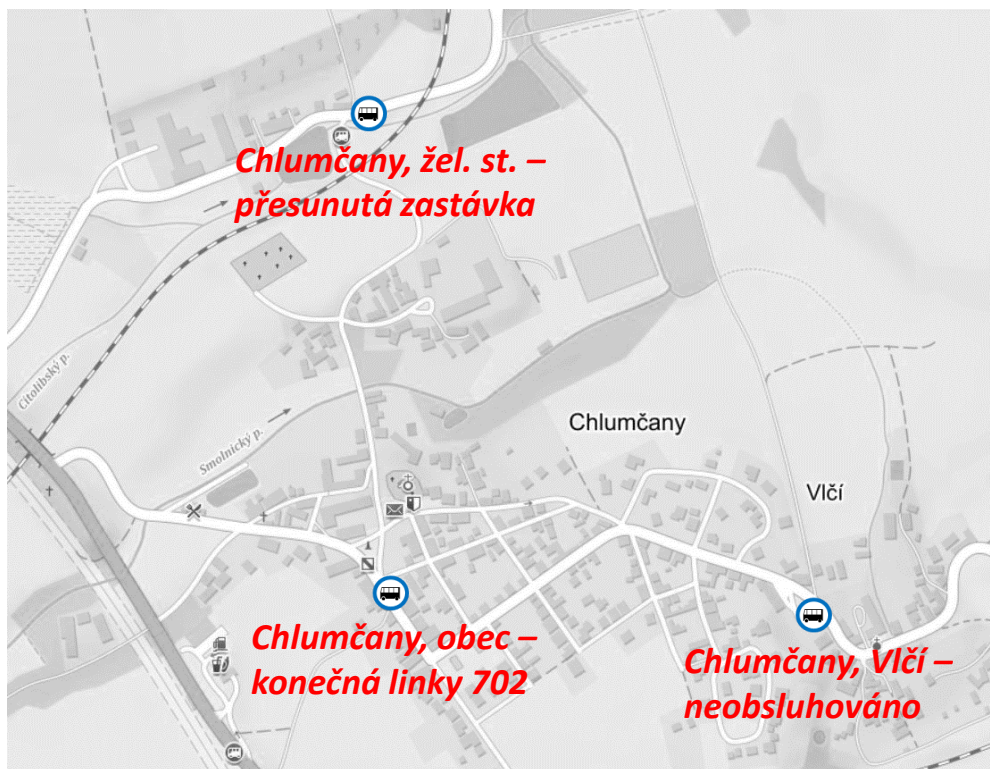 Chlumčany, žel. st. –
přesunutá zastávka
Citolibský p.
Smolnický p.
Chlumčany
Vlčí
Chlumčany, obec –
konečná linky 702
Chlumčany, Vlčí –
neobsluhováno